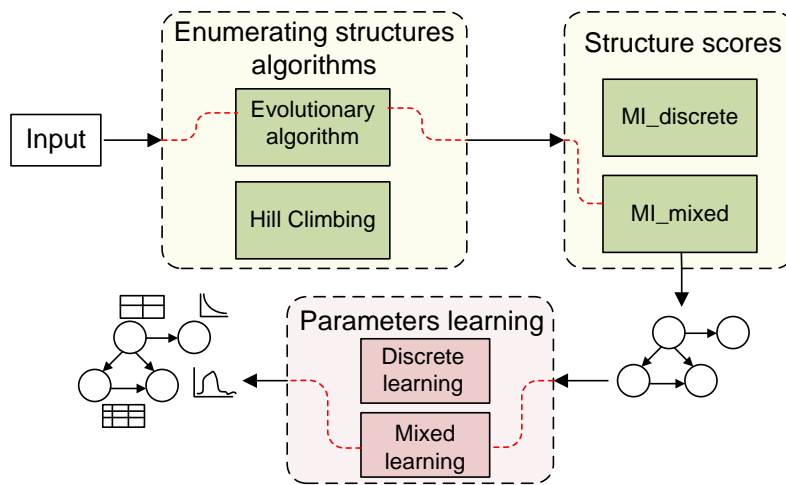 Enumerating structures
algorithms
Structure scores
Input
Evolutionary
algorithm
MI_discrete
Hill Climbing
MI_mixed
Parameters learning
Discrete
learning
Mixed
learning